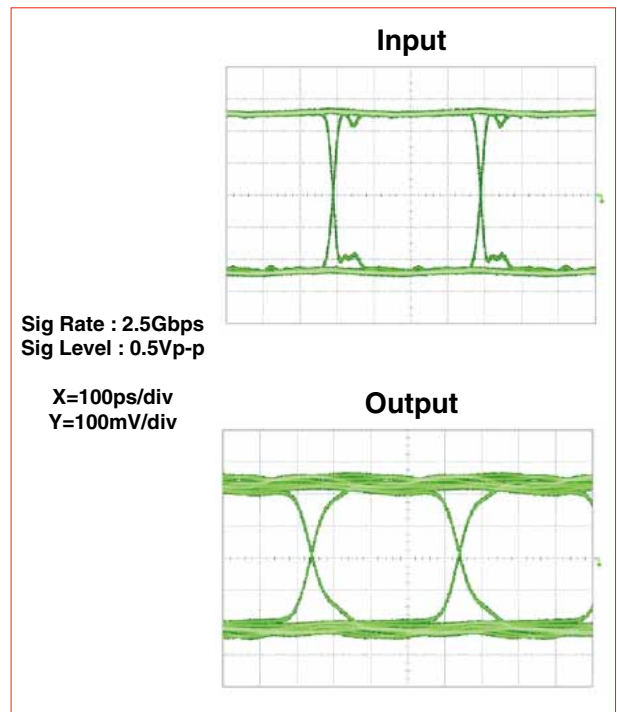 Input
Sig Rate : 2.5Gbps
Sig Level : 0.5Vp-p
X=100ps/div
Y=100mV/div
Output